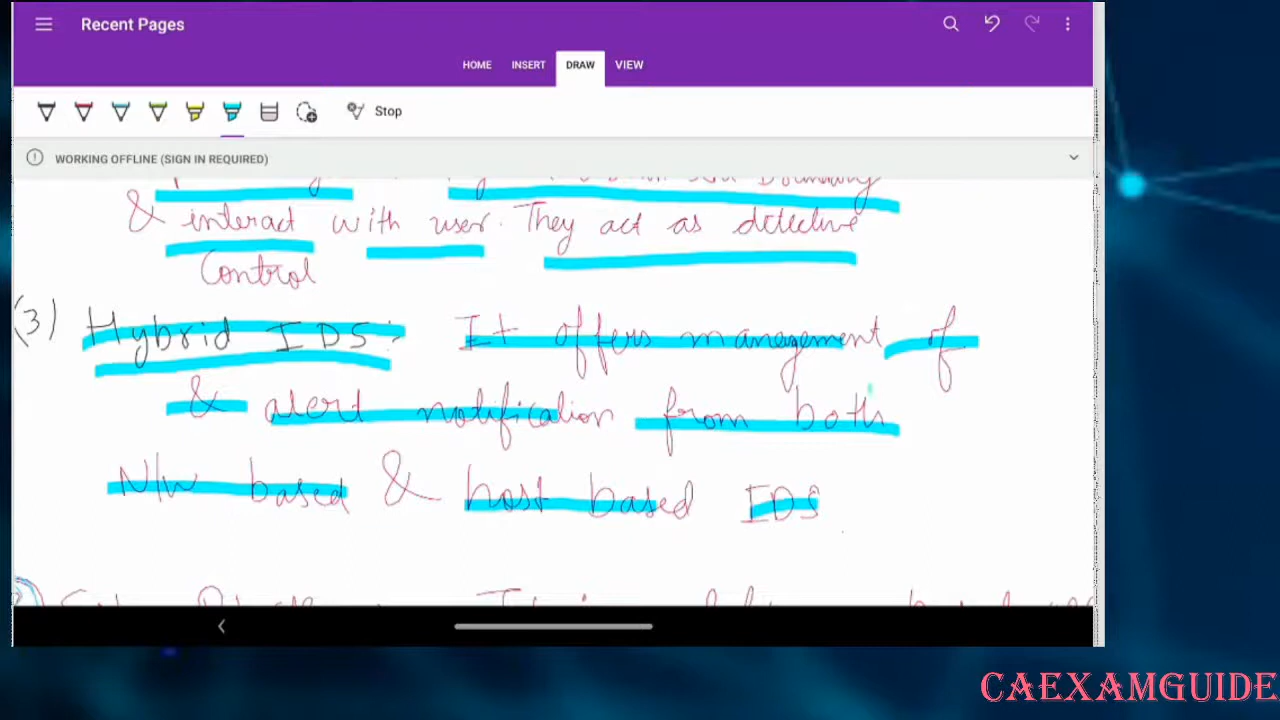 Recent Pages
HOME INSERT DRAW VIEW
Stop
WORKING OFFLINE (SIGN IN REQUIRED)
boundary
& interact with user. They act as detective
Control
(3) Hybrid IDS: It offers management of
& alert notification from both
N/W based & host based IDS.
CAEXAMGUIDE